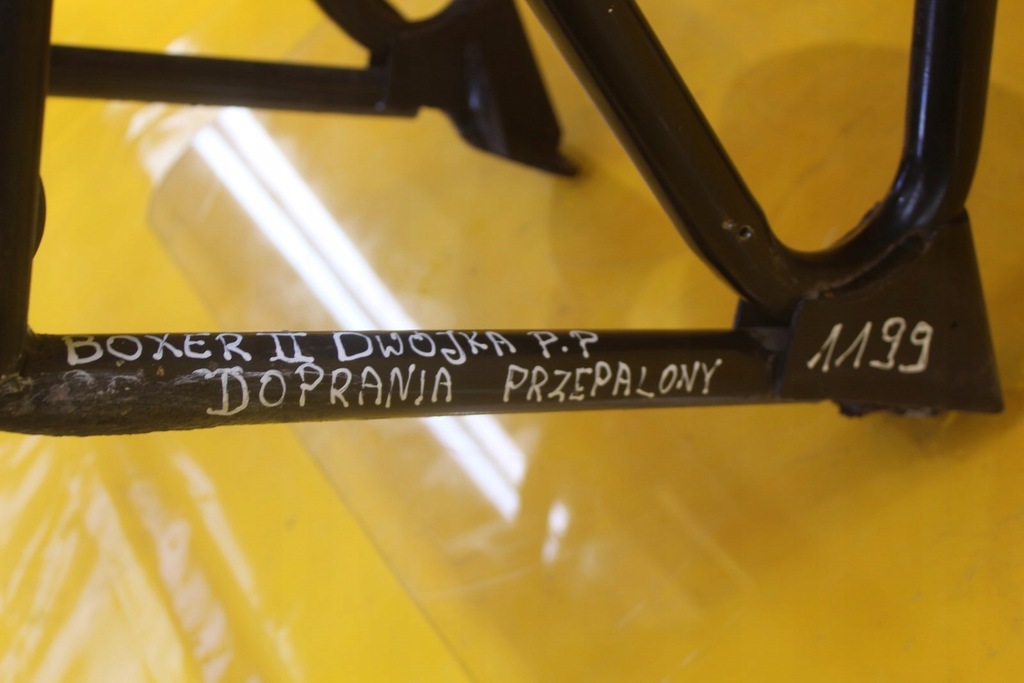 BOXER II DWÓJKA P.P
DOPRANIA PRZEPALONY
1199